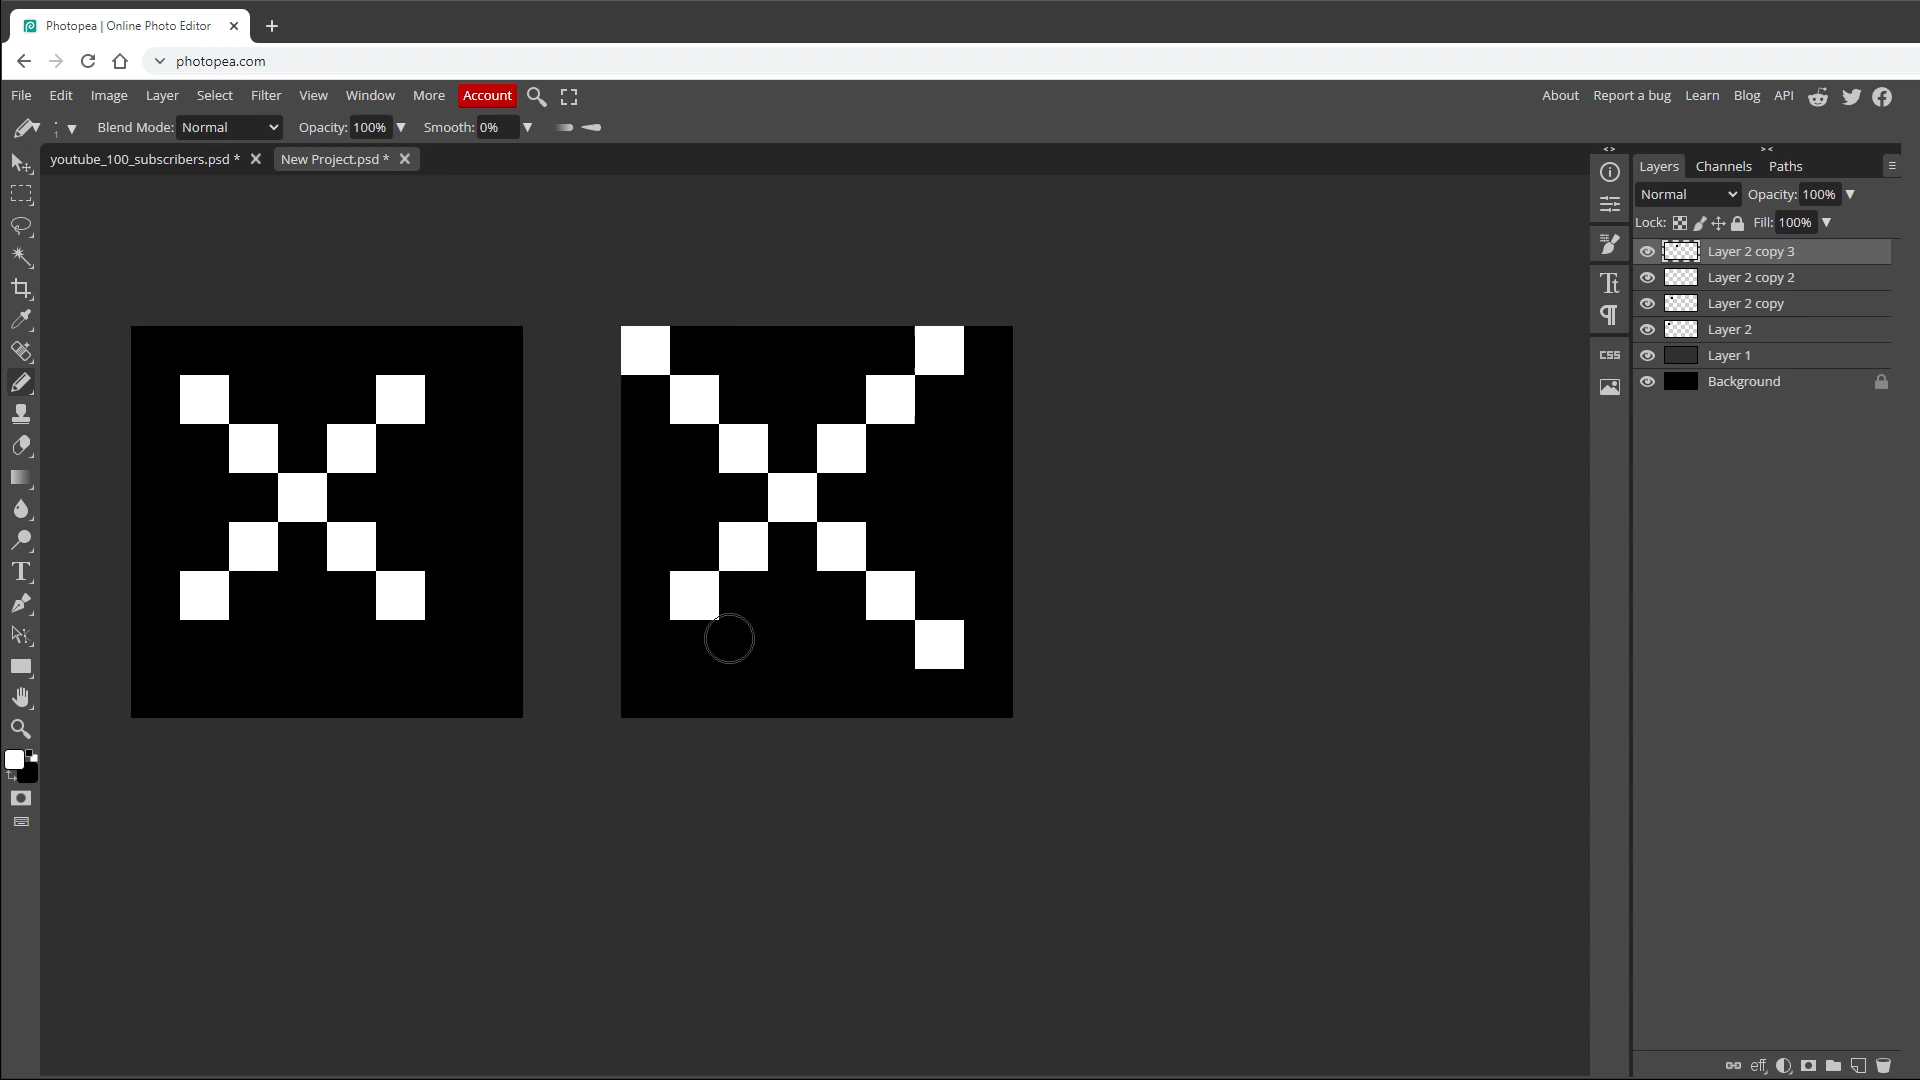 Photopea | Online Photo Editor
photopea.com
File Edit Image Layer Select Filter View Window More Account About Report a bug Learn Blog API
1 Blend Mode: Normal Opacity: 100% Smooth: 0%
youtube_100_subscribers.psd * New Project.psd *
<> ><
Layers Channels Paths
Normal Opacity: 100%
Lock: Fill: 100%
Layer 2 copy 3
Layer 2 copy 2
Layer 2 copy
Layer 2
CSS Layer 1
Background
eff